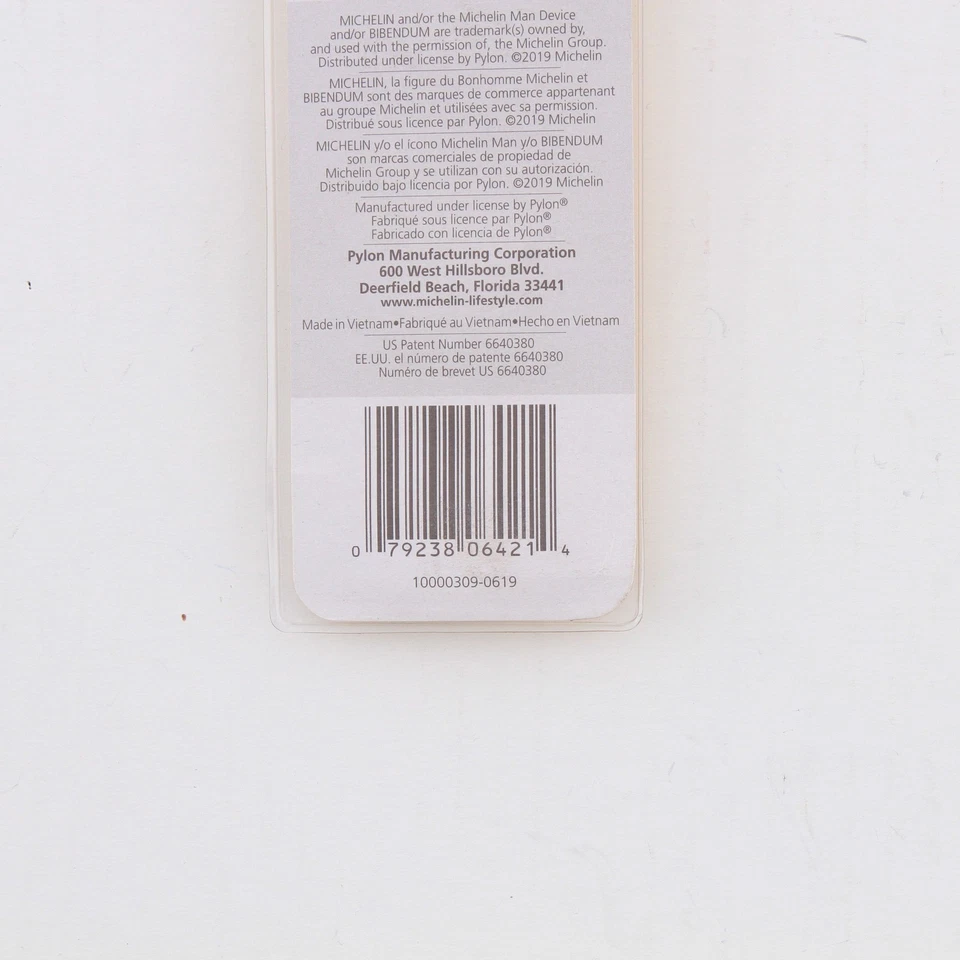 MICHELIN and/or the Michelin Man Device
and/or BIBENDUM are trademark(s) owned by,
and used with the permission of, the Michelin Group.
Distributed under license by Pylon. ©2019 Michelin
MICHELIN, la figure du Bonhomme Michelin et
BIBENDUM sont des marques de commerce appartenant
au groupe Michelin et utilisées avec sa permission.
Distribué sous licence par Pylon. ©2019 Michelin
MICHELIN y/o el ícono Michelin Man y/o BIBENDUM
son marcas comerciales de propiedad de
Michelin Group y se utilizan con su autorización.
Distribuido bajo licencia por Pylon. ©2019 Michelin
Manufactured under license by Pylon®
Fabriqué sous licence par Pylon®
Fabricado con licencia de Pylon®
Pylon Manufacturing Corporation
600 West Hillsboro Blvd.
Deerfield Beach, Florida 33441
www.michelin-lifestyle.com
Made in Vietnam•Fabriqué au Vietnam•Hecho en Vietnam
US Patent Number 6640380
EE.UU. el número de patente 6640380
Numéro de brevet US 6640380
0 79238 06421 4
10000309-0619